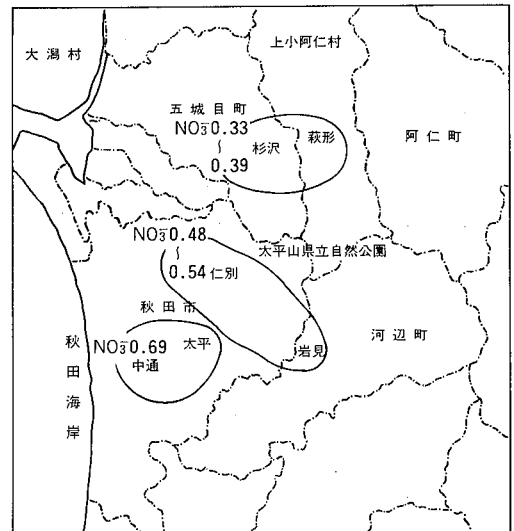 大潟村
上小阿仁村
五城目町
NO₃⁻0.33
〜
0.39
杉沢
萩形
阿仁町
NO₃⁻0.48
〜
0.54
仁別
太平山県立自然公園
秋田市
NO₃⁻0.69
太平
中通
岩見
河辺町
秋田海岸